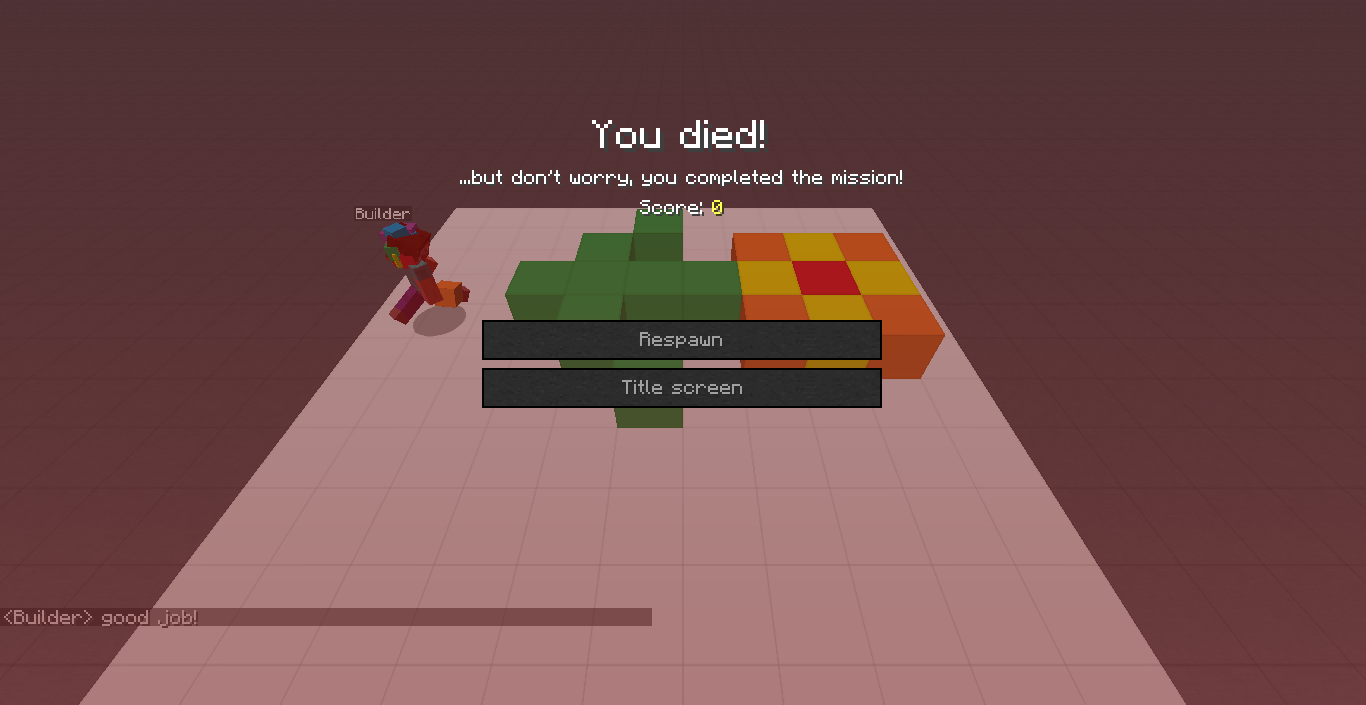 You died!
...but don't worry, you completed the mission!
Score: 0
Builder
Respawn
Title screen
<Builder> good job!